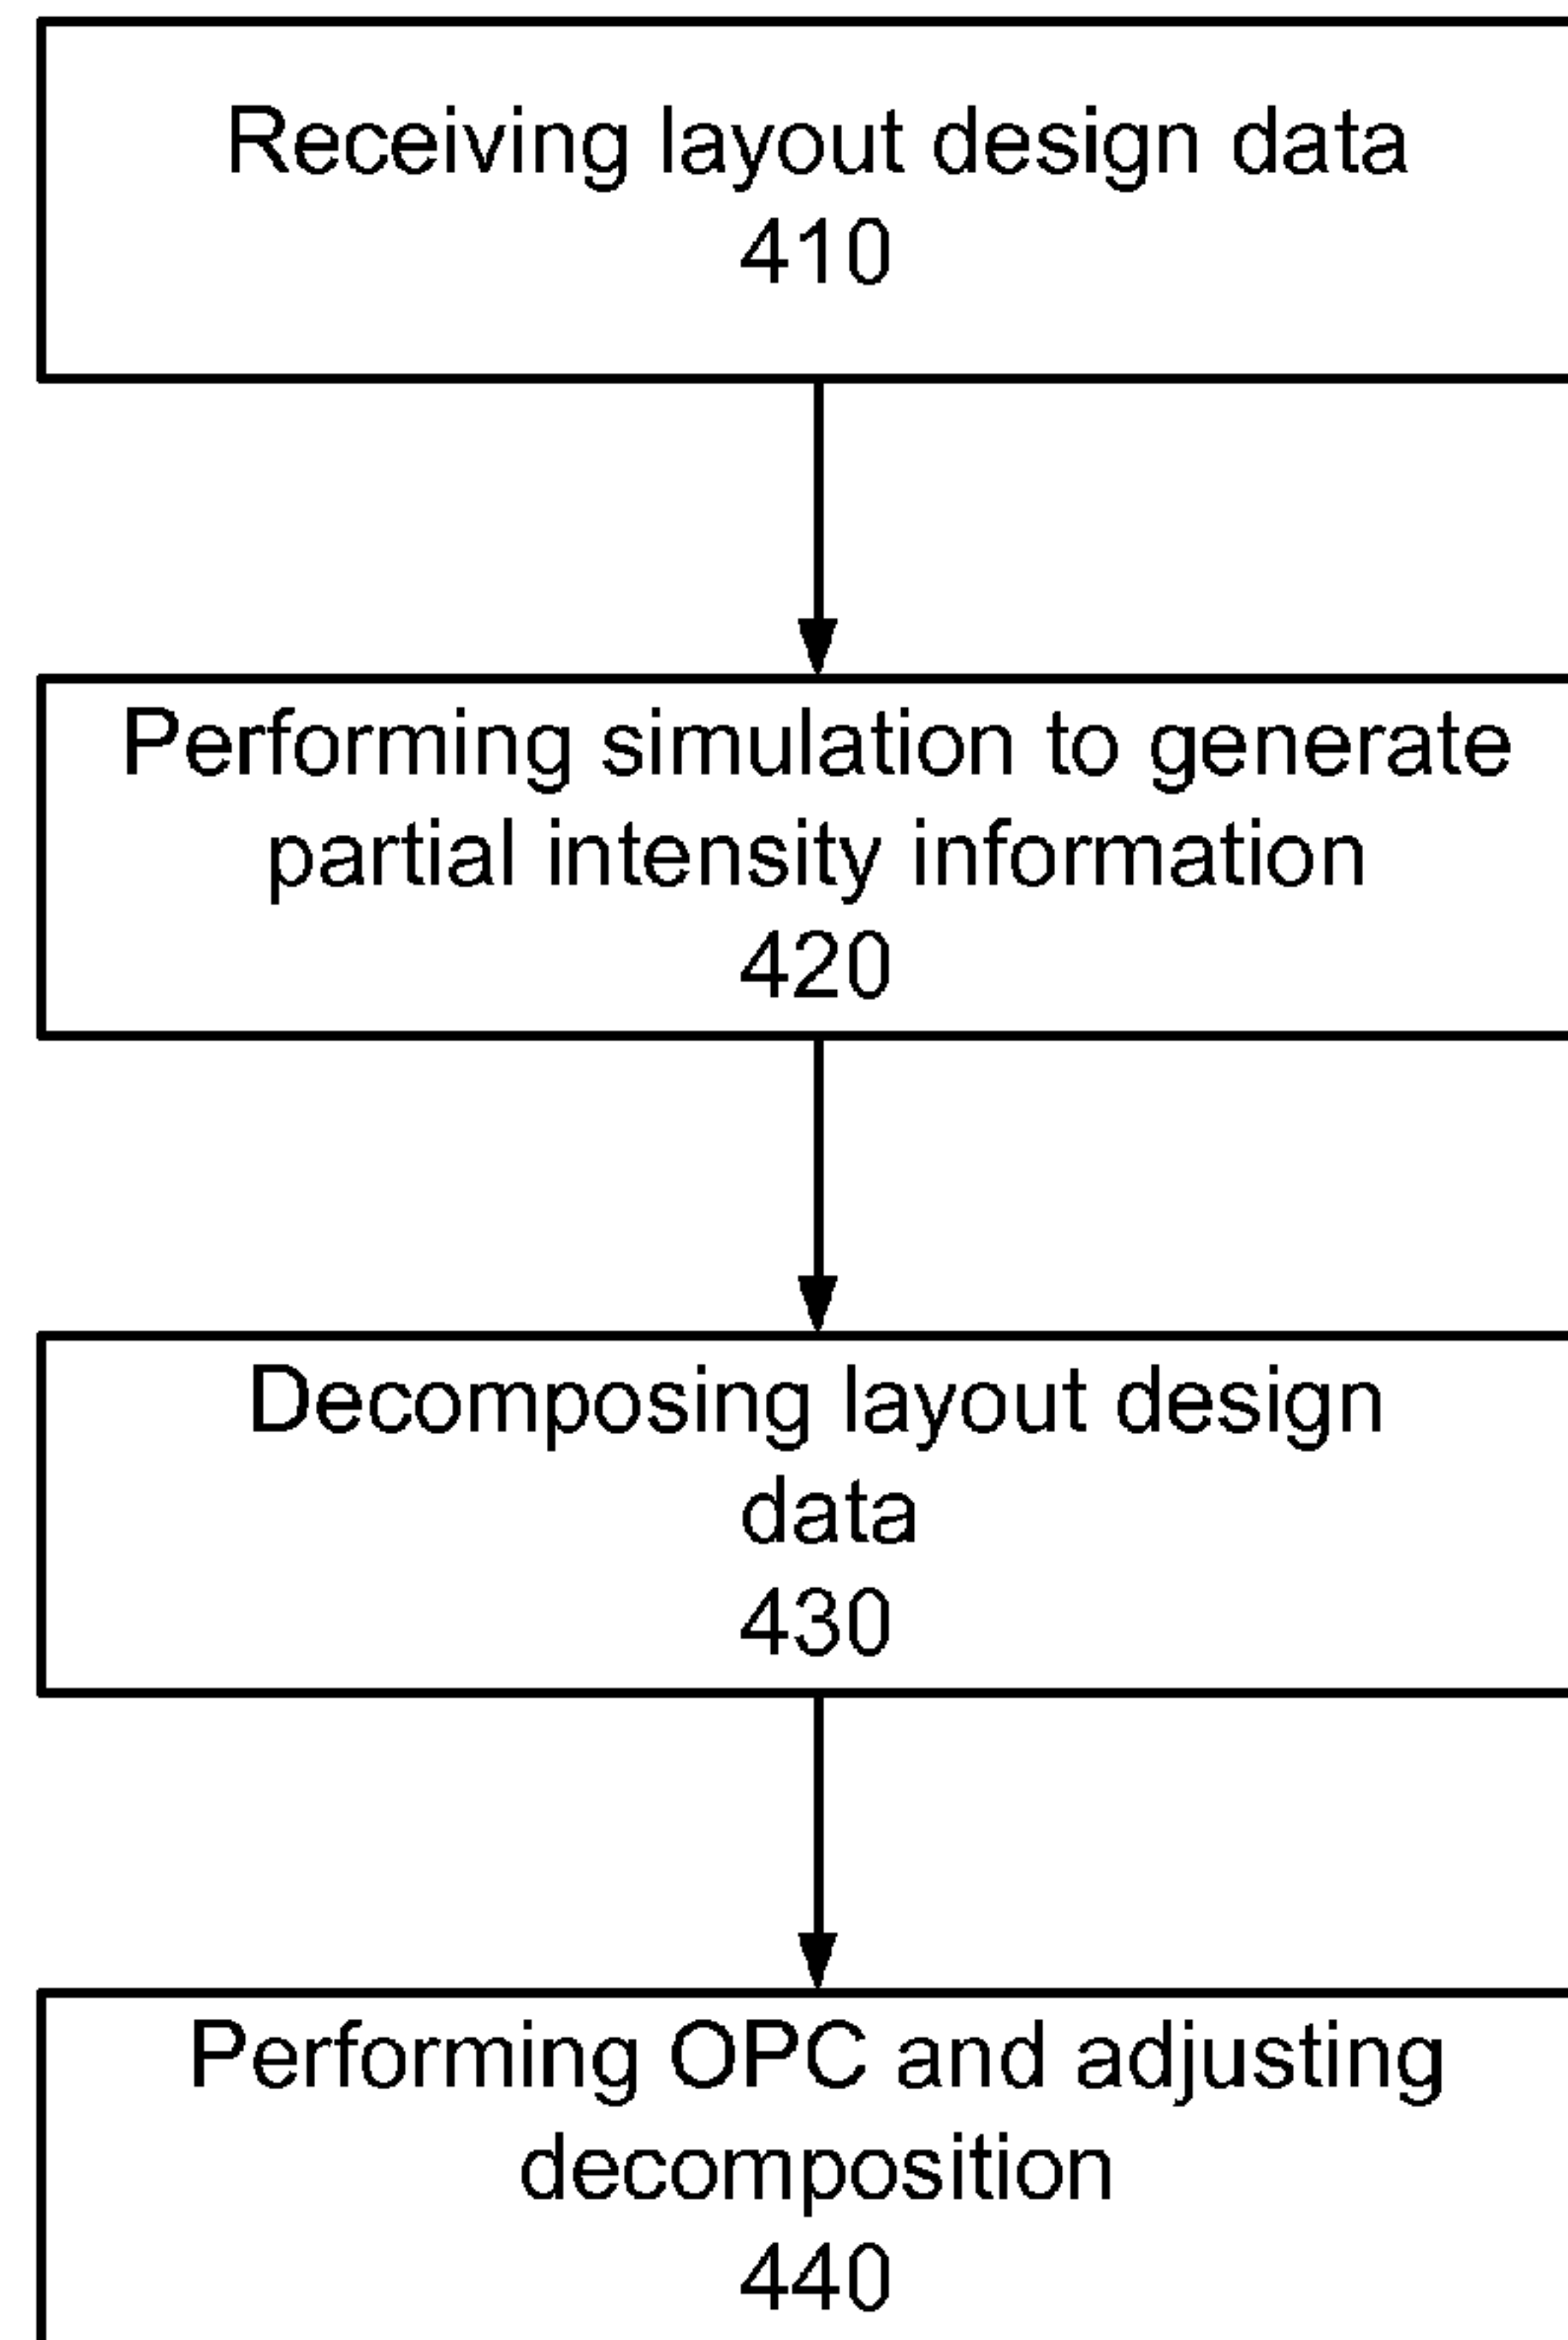 Receiving layout design data
410
Performing simulation to generate
partial intensity information
420
Decomposing layout design
data
430
Performing OPC and adjusting
decomposition
440